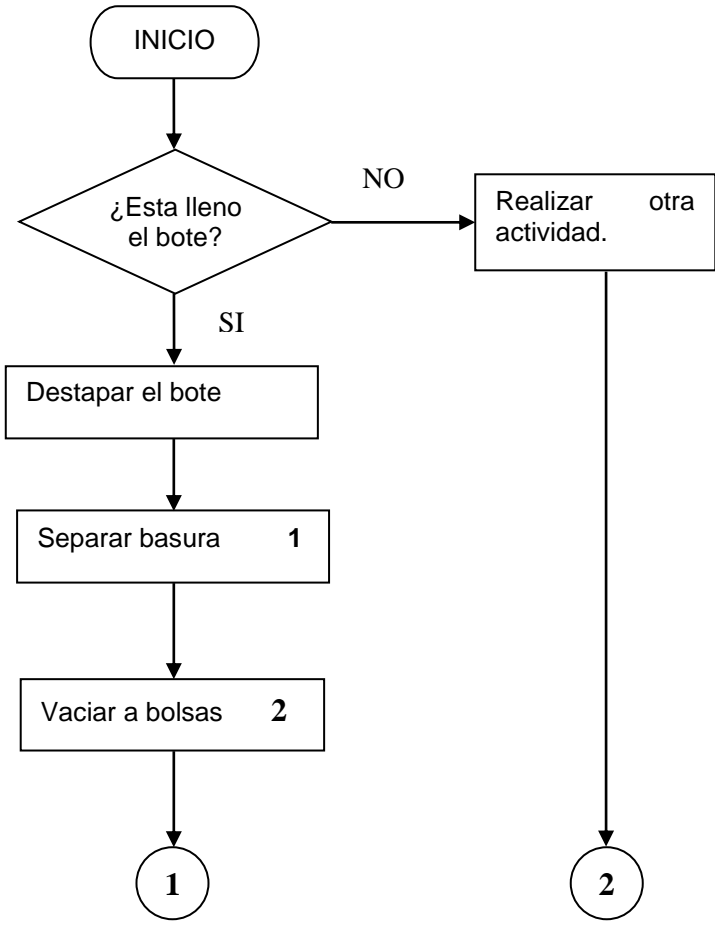 INICIO
¿Esta lleno
el bote?
NO
Realizar otra
actividad.
SI
Destapar el bote
Separar basura 1
Vaciar a bolsas 2
1
2